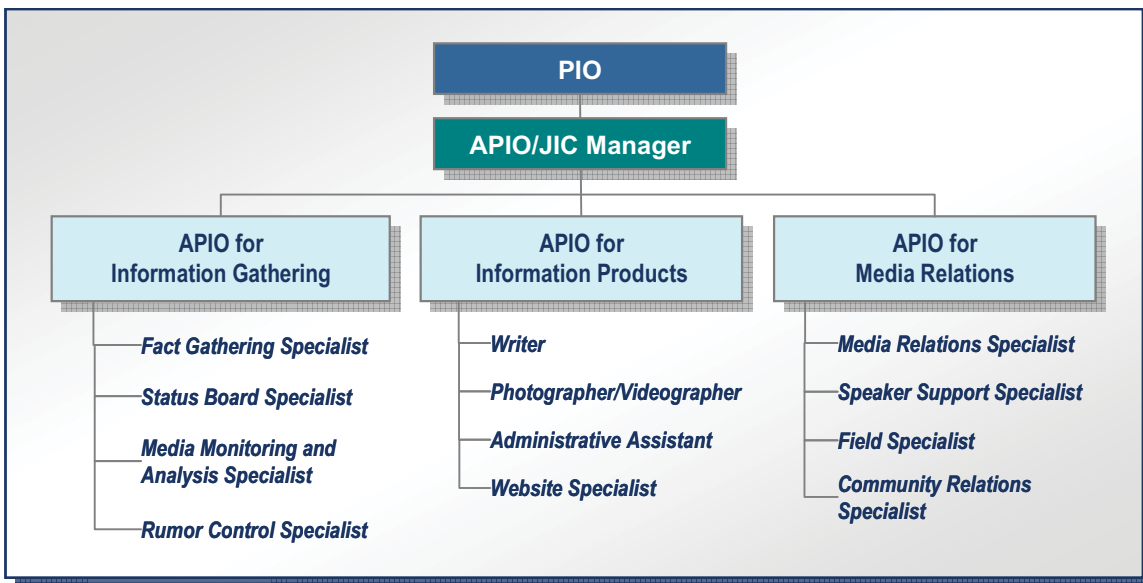 PIO
APIO/JIC Manager
APIO for
Information Gathering
Fact Gathering Specialist
Status Board Specialist
Media Monitoring and
Analysis Specialist
Rumor Control Specialist
APIO for
Information Products
Writer
Photographer/Videographer
Administrative Assistant
Website Specialist
APIO for
Media Relations
Media Relations Specialist
Speaker Support Specialist
Field Specialist
Community Relations
Specialist